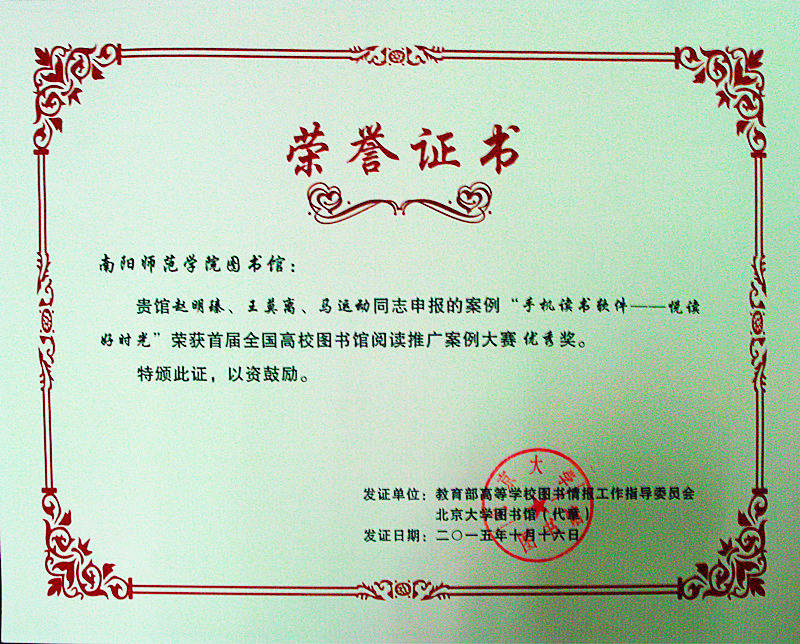 荣誉证书
南阳师范学院图书馆：
贵馆赵明臻、王莫离、马运动同志申报的案例“手机读书软件——悦读
好时光”荣获首届全国高校图书馆阅读推广案例大赛优秀奖。
特颁此证，以资鼓励。
发证单位：教育部高等学校图书情报工作指导委员会
北京大学图书馆（代章）
发证日期：二〇一五年十月十六日